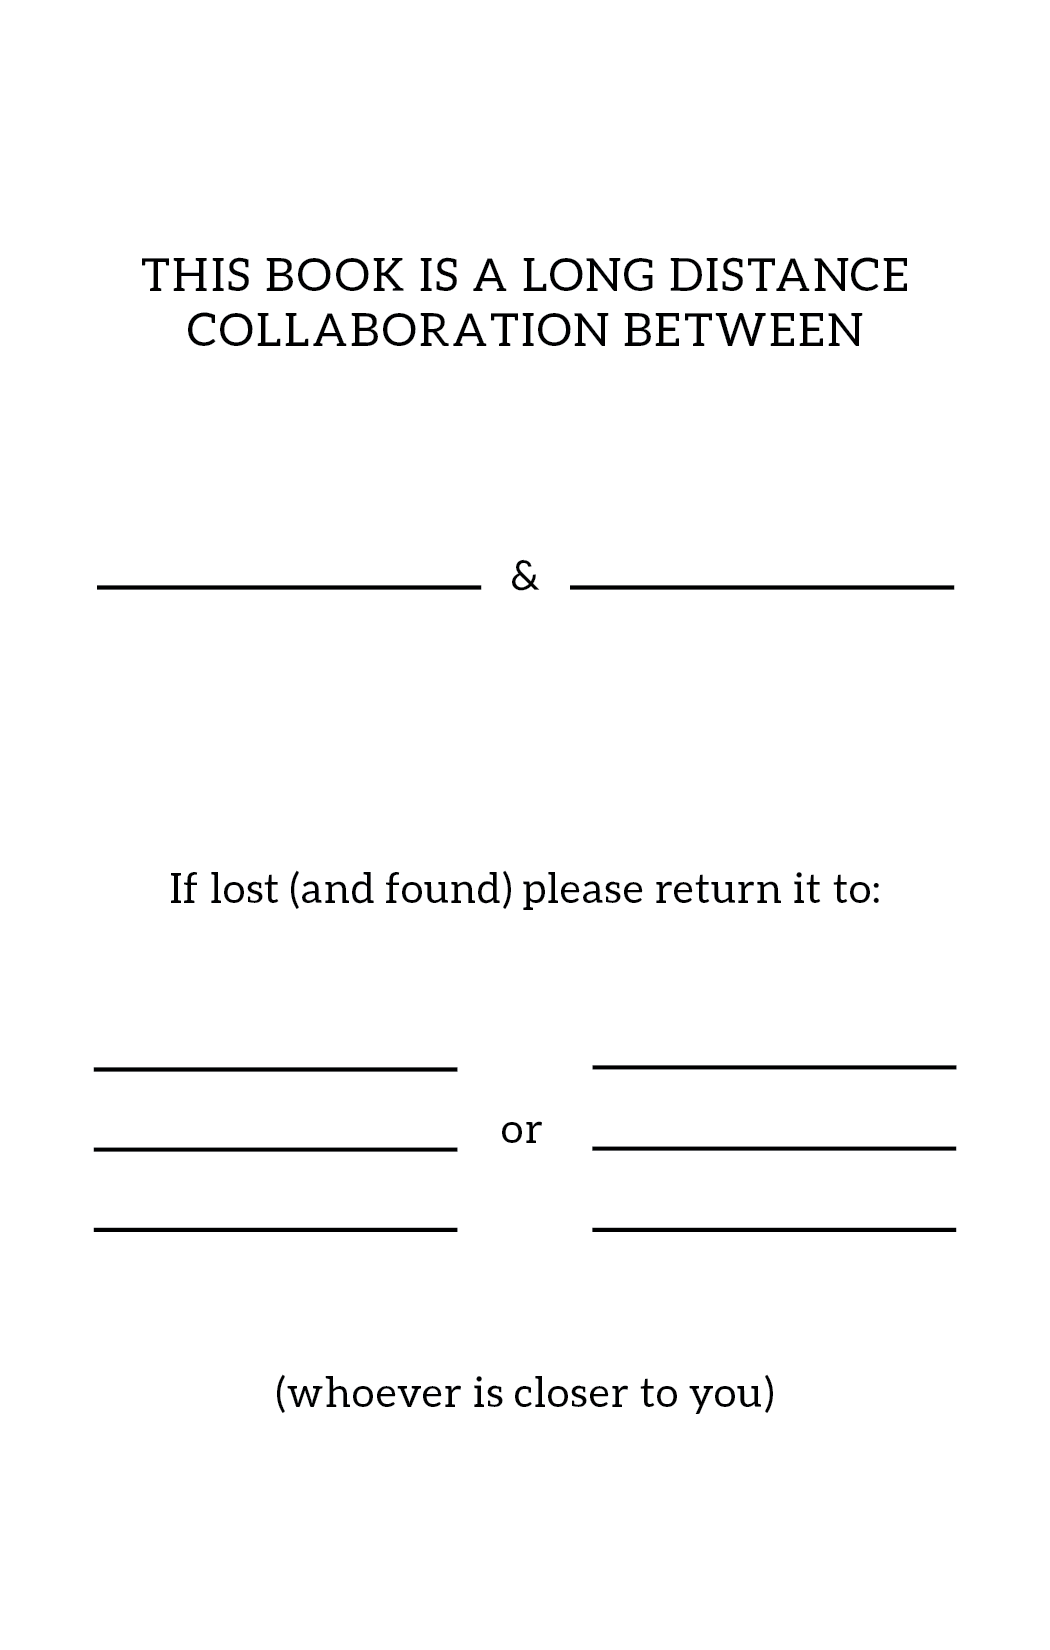 THIS BOOK IS A LONG DISTANCE
COLLABORATION BETWEEN
&
If lost (and found) please return it to:
or
(whoever is closer to you)